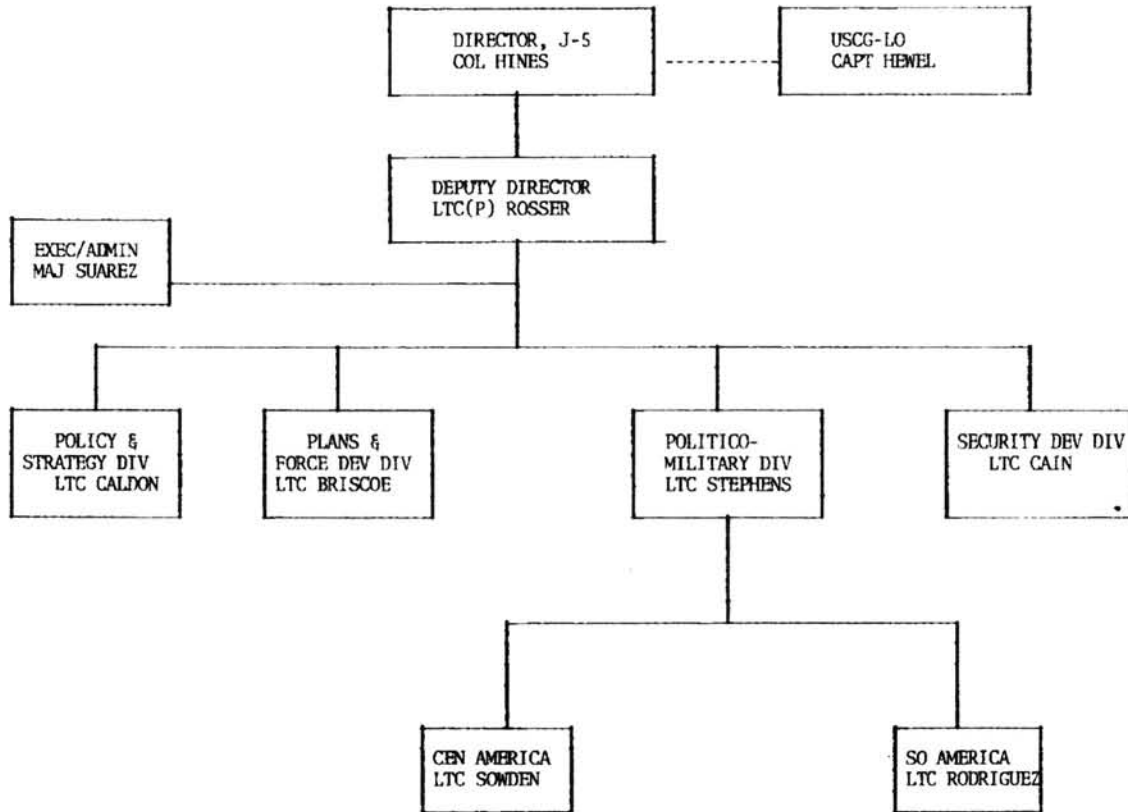 DIRECTOR, J-5
COL HINES
USCG-LO
CAPT HEWEL
DEPUTY DIRECTOR
LTC(P) ROSSER
EXEC/ADMIN
MAJ SUAREZ
POLICY &
STRATEGY DIV
LTC CALDON
PLANS &
FORCE DEV DIV
LTC BRISCOE
POLITICO-
MILITARY DIV
LTC STEPHENS
SECURITY DEV DIV
LTC CAIN
CEN AMERICA
LTC SOWDEN
SO AMERICA
LTC RODRIGUEZ